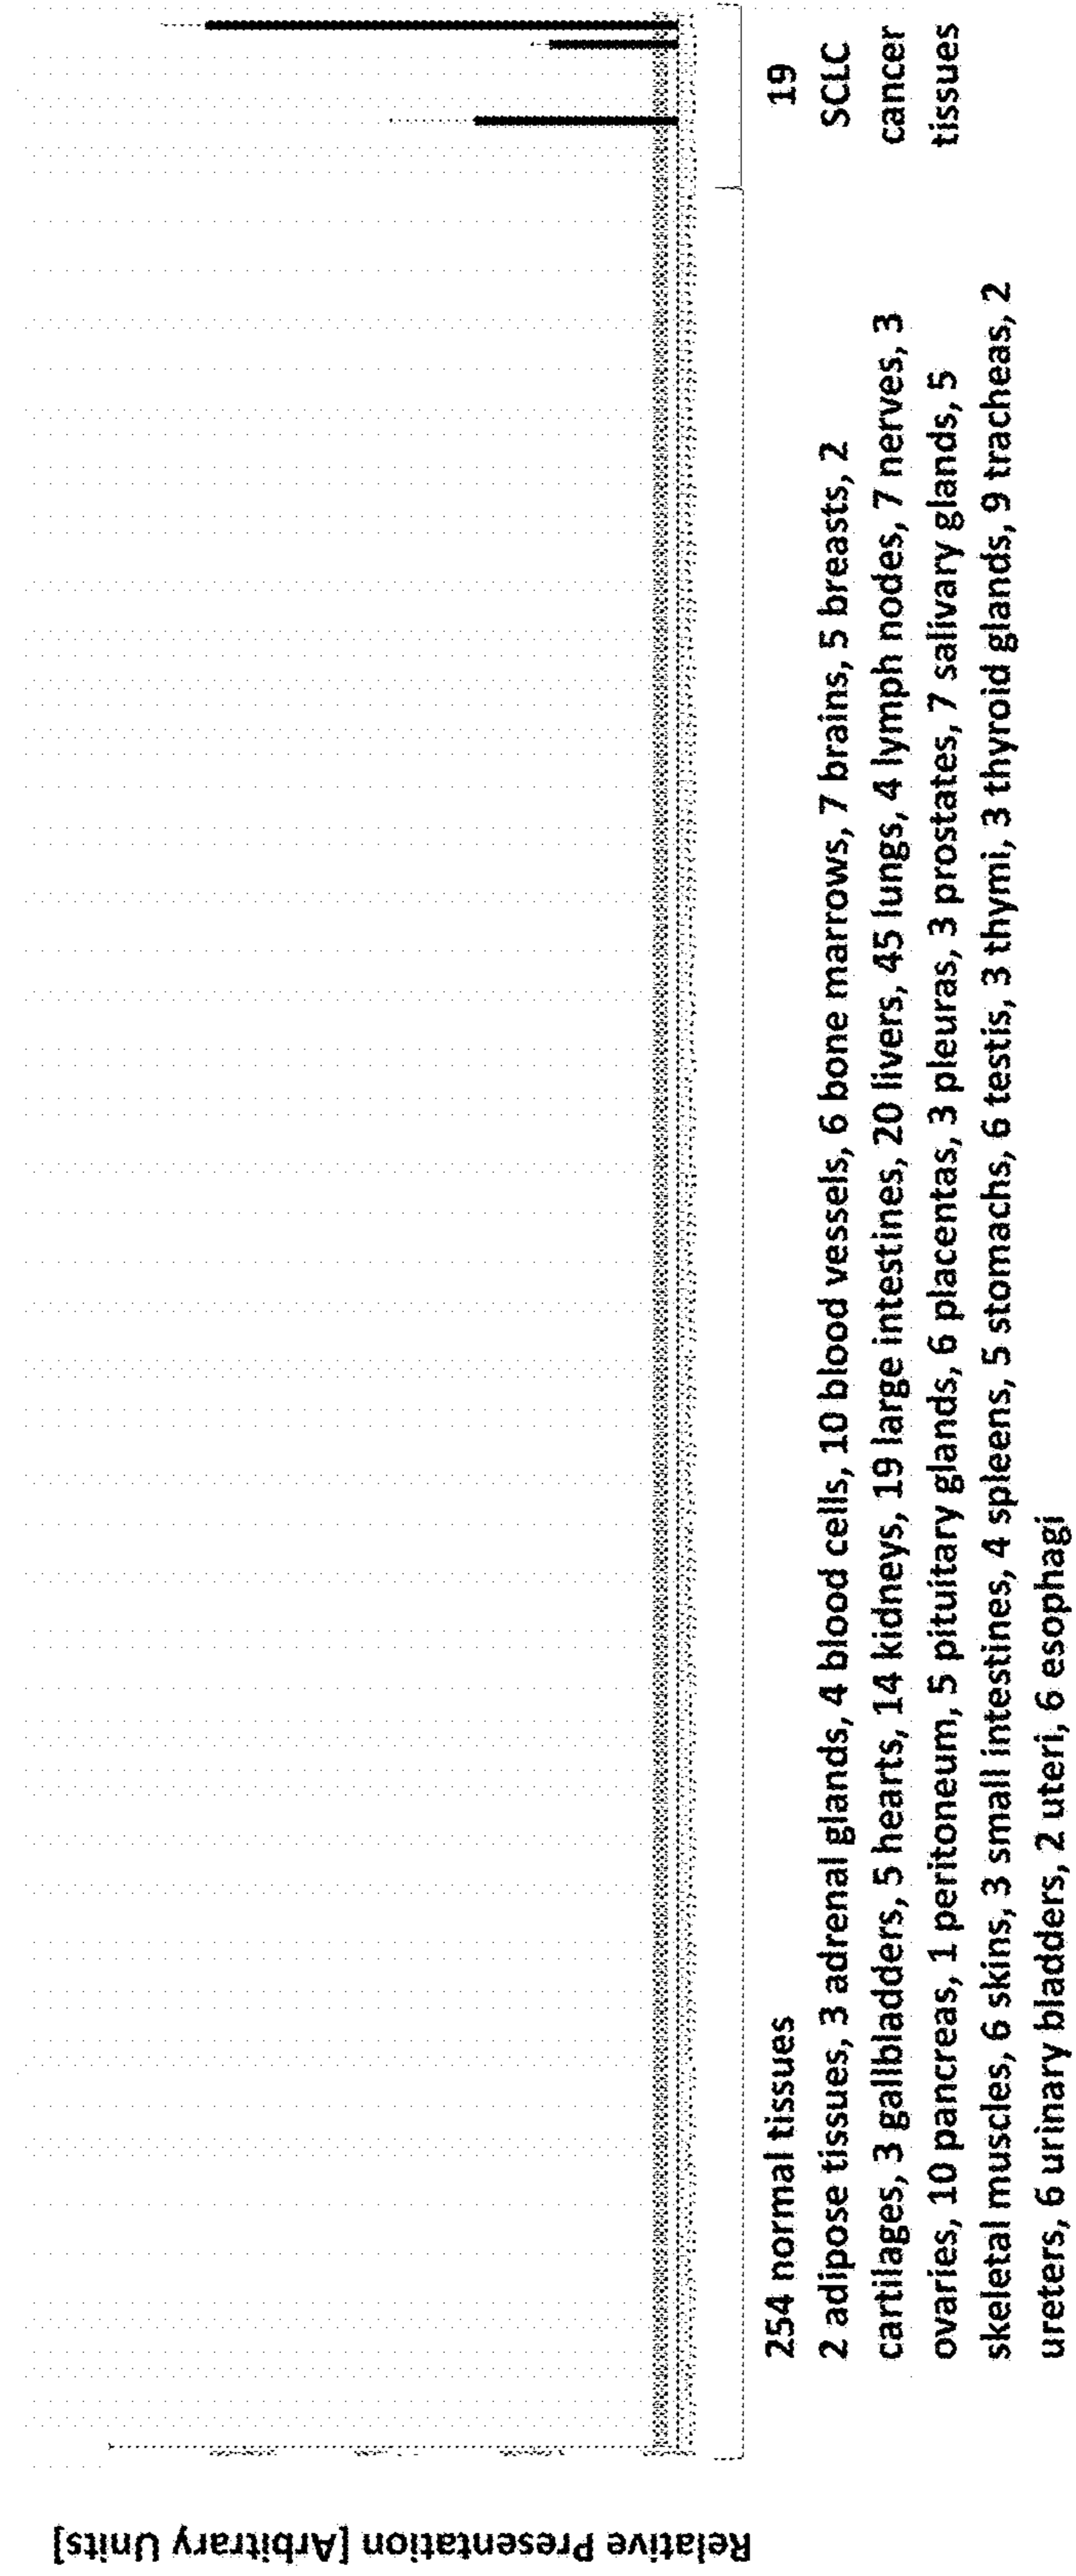 Relative Presentation [Arbitrary Units]
254 normal tissues
2 adipose tissues, 3 adrenal glands, 4 blood cells, 10 blood vessels, 6 bone marrows, 7 brains, 5 breasts, 2
cartilages, 3 gallbladders, 5 hearts, 14 kidneys, 19 large intestines, 20 livers, 45 lungs, 4 lymph nodes, 7 nerves, 3
ovaries, 10 pancreas, 1 peritoneum, 5 pituitary glands, 6 placentas, 3 pleuras, 3 prostates, 7 salivary glands, 5
skeletal muscles, 6 skins, 3 small intestines, 4 spleens, 5 stomachs, 6 testis, 3 thymi, 3 thyroid glands, 9 tracheas, 2
ureters, 6 urinary bladders, 2 uteri, 6 esophagi
19
SCLC
cancer
tissues